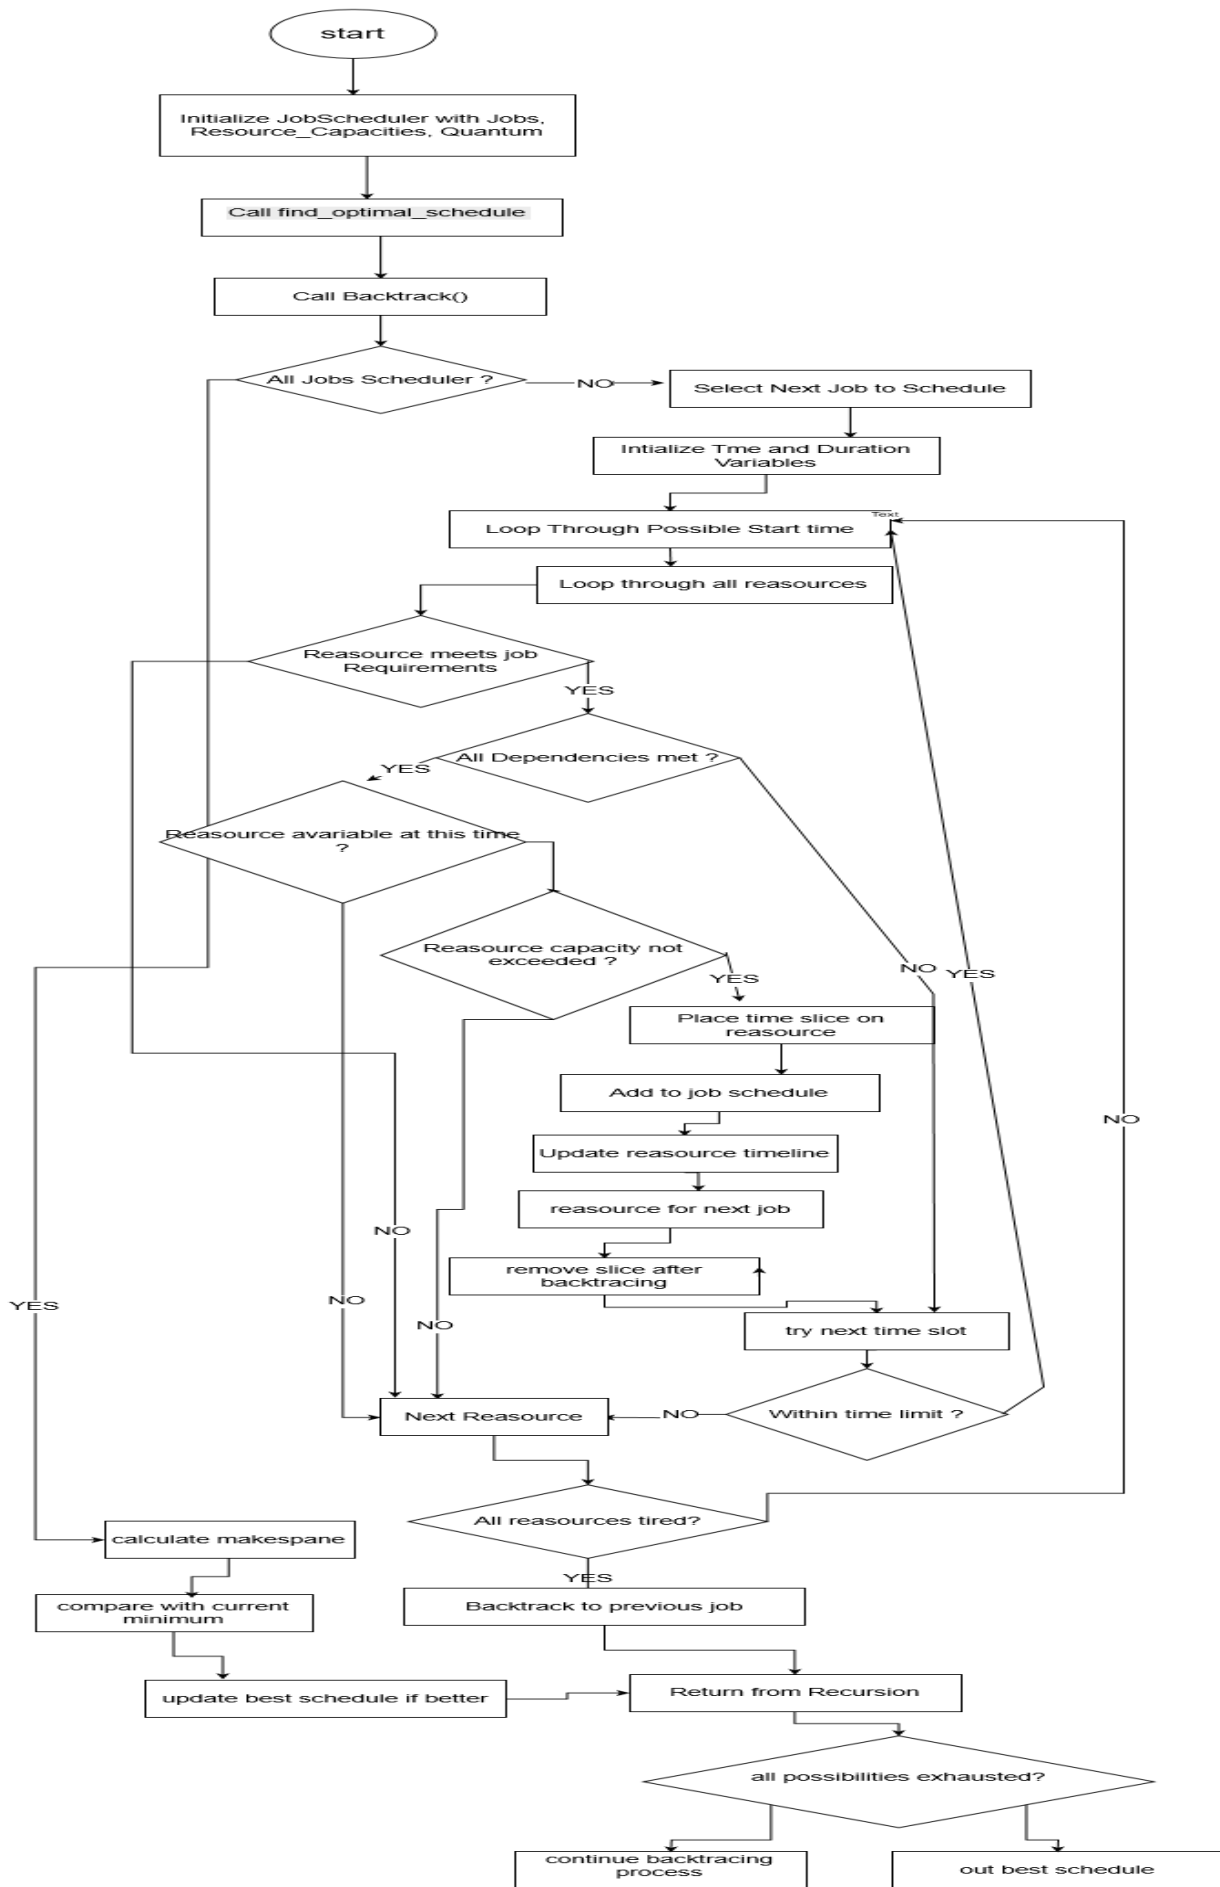 start
Initialize JobScheduler with Jobs,
Resource_Capacities, Quantum
Call find_optimal_schedule
Call Backtrack()
All Jobs Scheduler ?
NO
Select Next Job to Schedule
Intialize Tme and Duration
Variables
Text
Loop Through Possible Start time
Loop through all reasources
Reasource meets job
Requirements
YES
All Dependencies met ?
YES
Reasource avariable at this time
?
Reasource capacity not
exceeded ?
NO
YES
YES
Place time slice on
reasource
Add to job schedule
NO
Update reasource timeline
reasource for next job
NO
remove slice after
backtracing
NO
YES
NO
try next time slot
Next Reasource
NO
Within time limit ?
All reasources tired?
calculate makespane
YES
compare with current
minimum
Backtrack to previous job
update best schedule if better
Return from Recursion
all possibilities exhausted?
continue backtracing
process
out best schedule